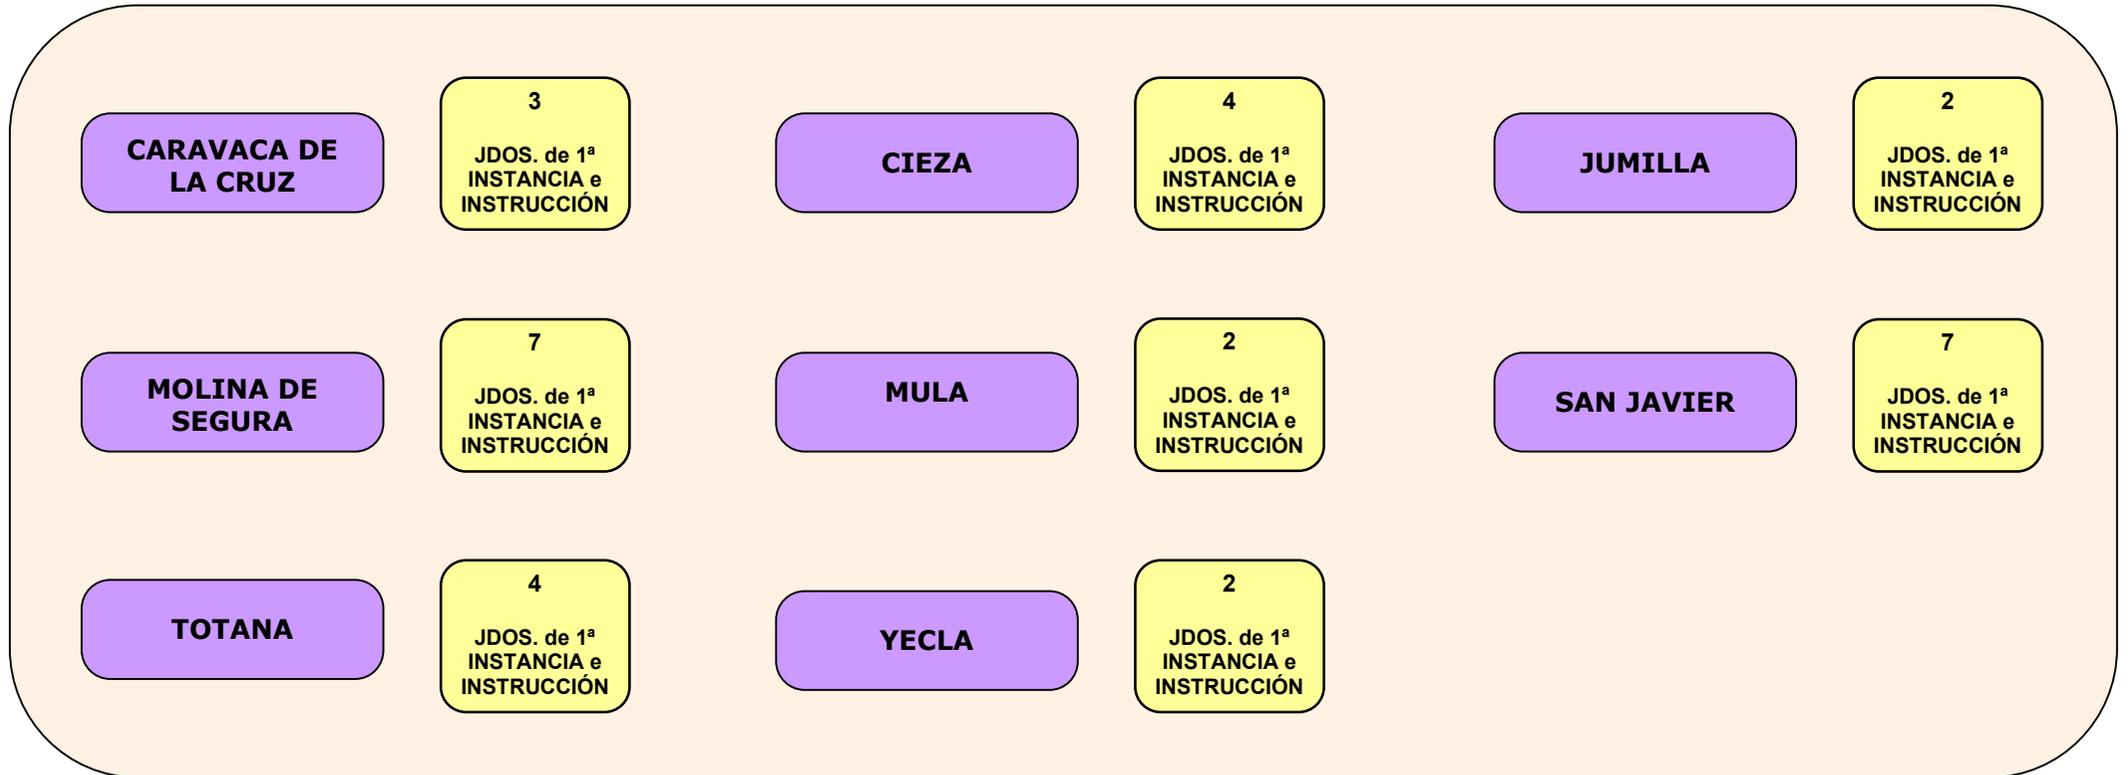 CARAVACA DE
LA CRUZ
3
JDOS. de 1ª
INSTANCIA e
INSTRUCCIÓN
CIEZA
4
JDOS. de 1ª
INSTANCIA e
INSTRUCCIÓN
JUMILLA
2
JDOS. de 1ª
INSTANCIA e
INSTRUCCIÓN
MOLINA DE
SEGURA
7
JDOS. de 1ª
INSTANCIA e
INSTRUCCIÓN
MULA
2
JDOS. de 1ª
INSTANCIA e
INSTRUCCIÓN
SAN JAVIER
7
JDOS. de 1ª
INSTANCIA e
INSTRUCCIÓN
TOTANA
4
JDOS. de 1ª
INSTANCIA e
INSTRUCCIÓN
YECLA
2
JDOS. de 1ª
INSTANCIA e
INSTRUCCIÓN